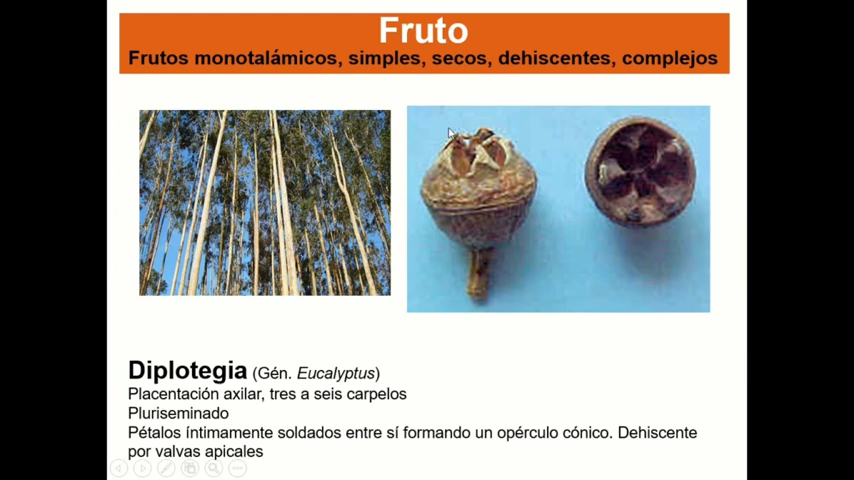 Fruto
Frutos monotalámicos, simples, secos, dehiscentes, complejos
Diplotegia (Gén. Eucalyptus)
Placentación axilar, tres a seis carpelos
Pluriseminado
Pétalos íntimamente soldados entre sí formando un opérculo cónico. Dehiscente
por valvas apicales